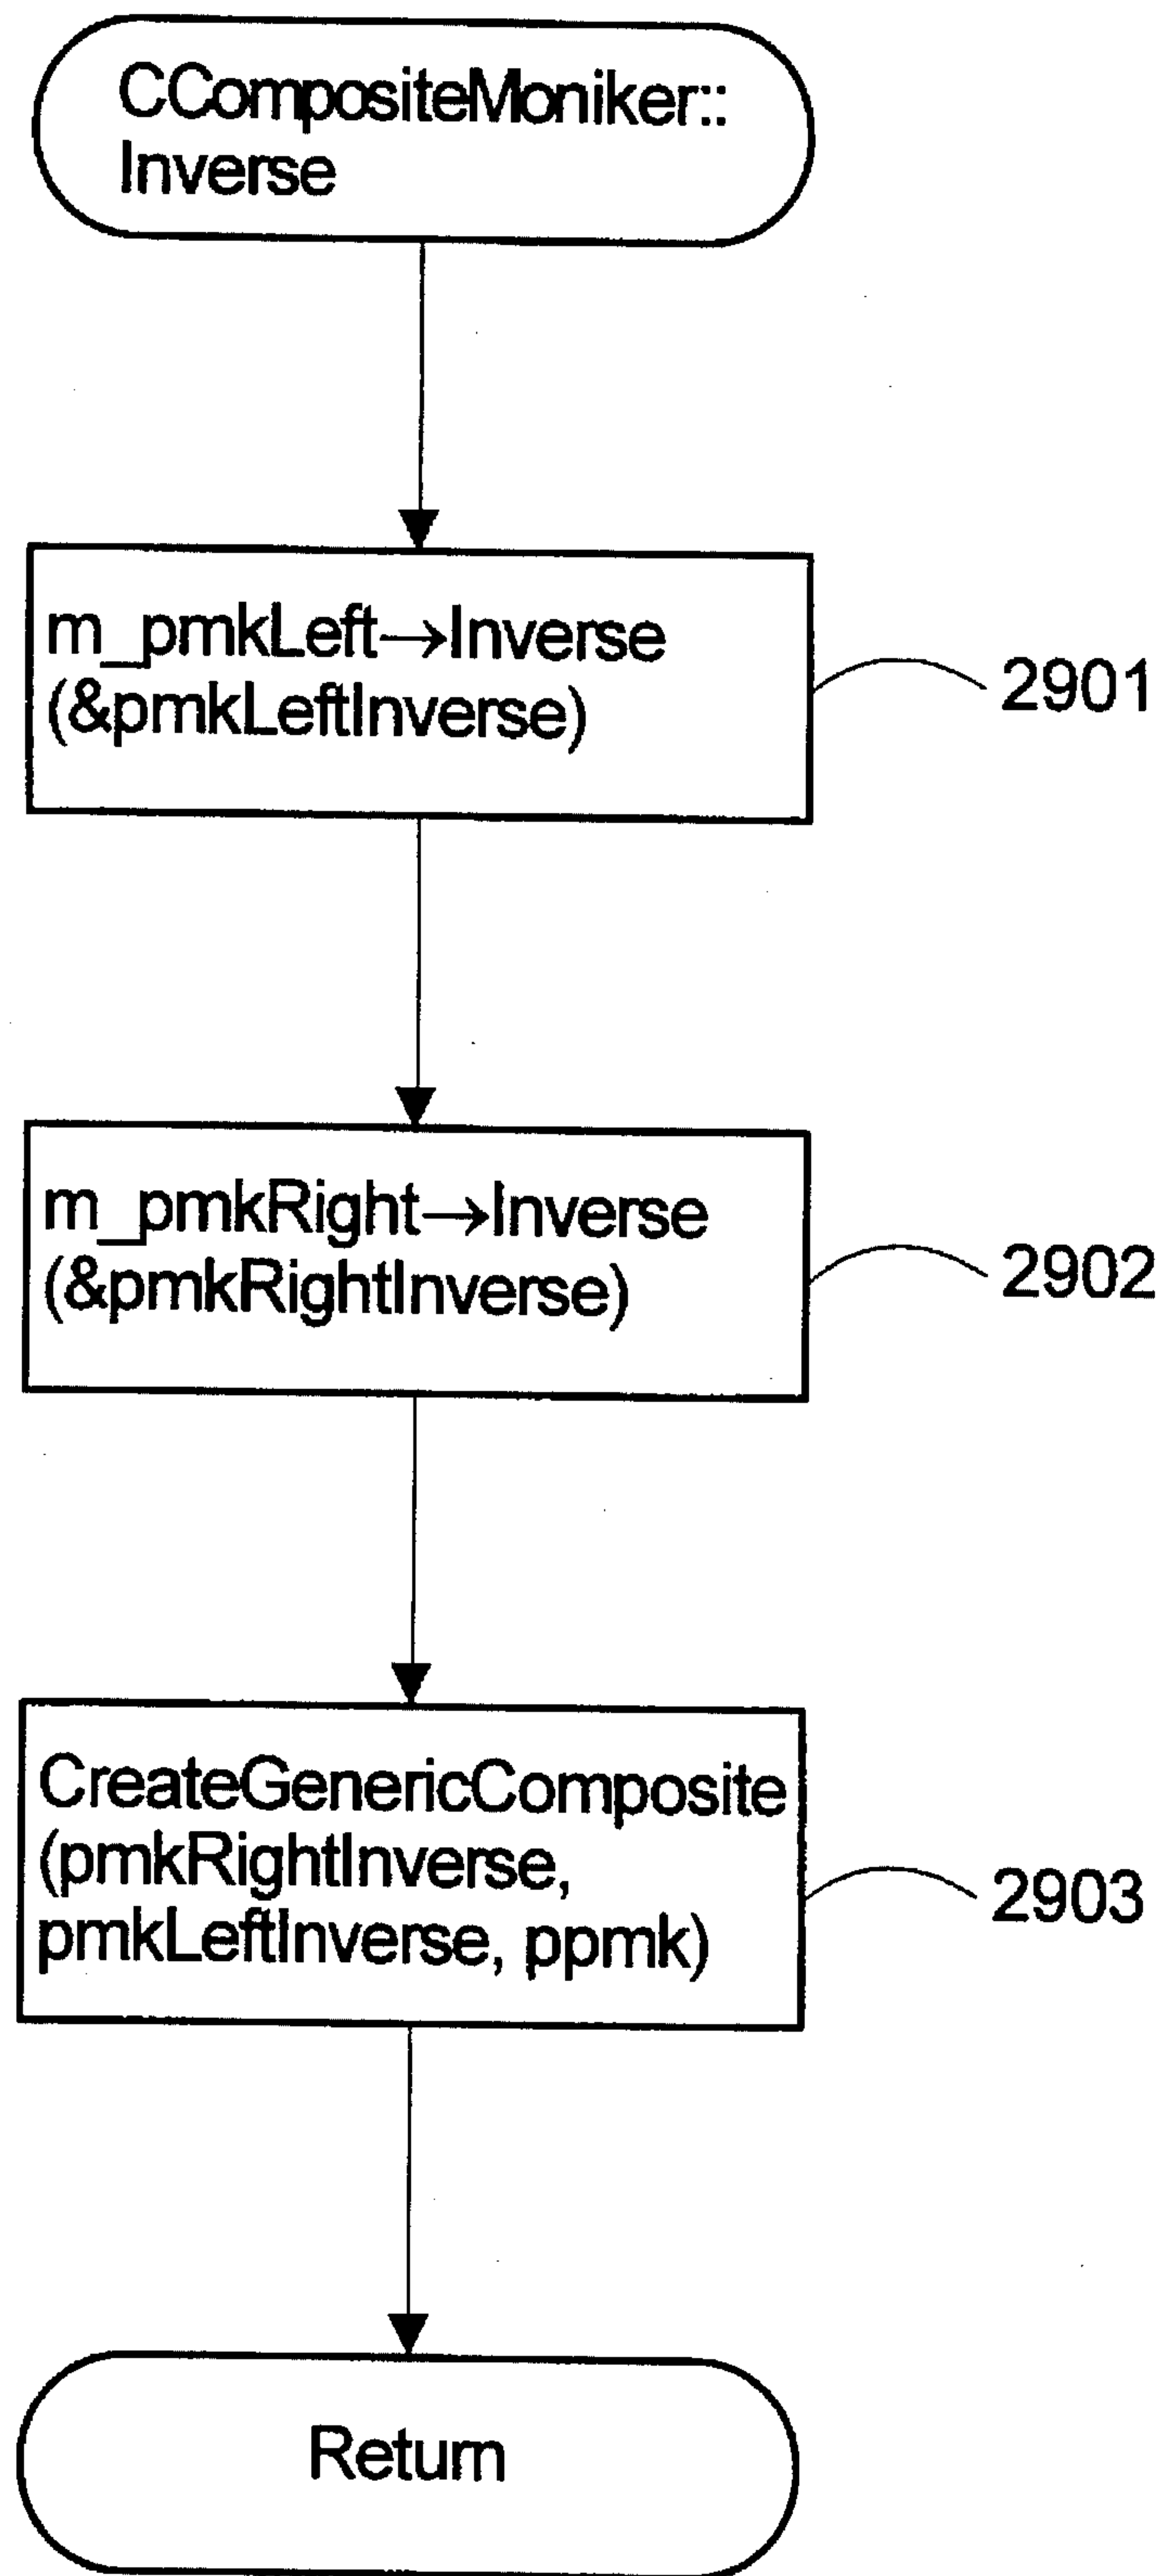 CCompositeMoniker::
Inverse
m_pmkLeft→Inverse
(&pmkLeftInverse)
2901
m_pmkRight→Inverse
(&pmkRightInverse)
2902
CreateGenericComposite
(pmkRightInverse,
pmkLeftInverse, ppmk)
2903
Return